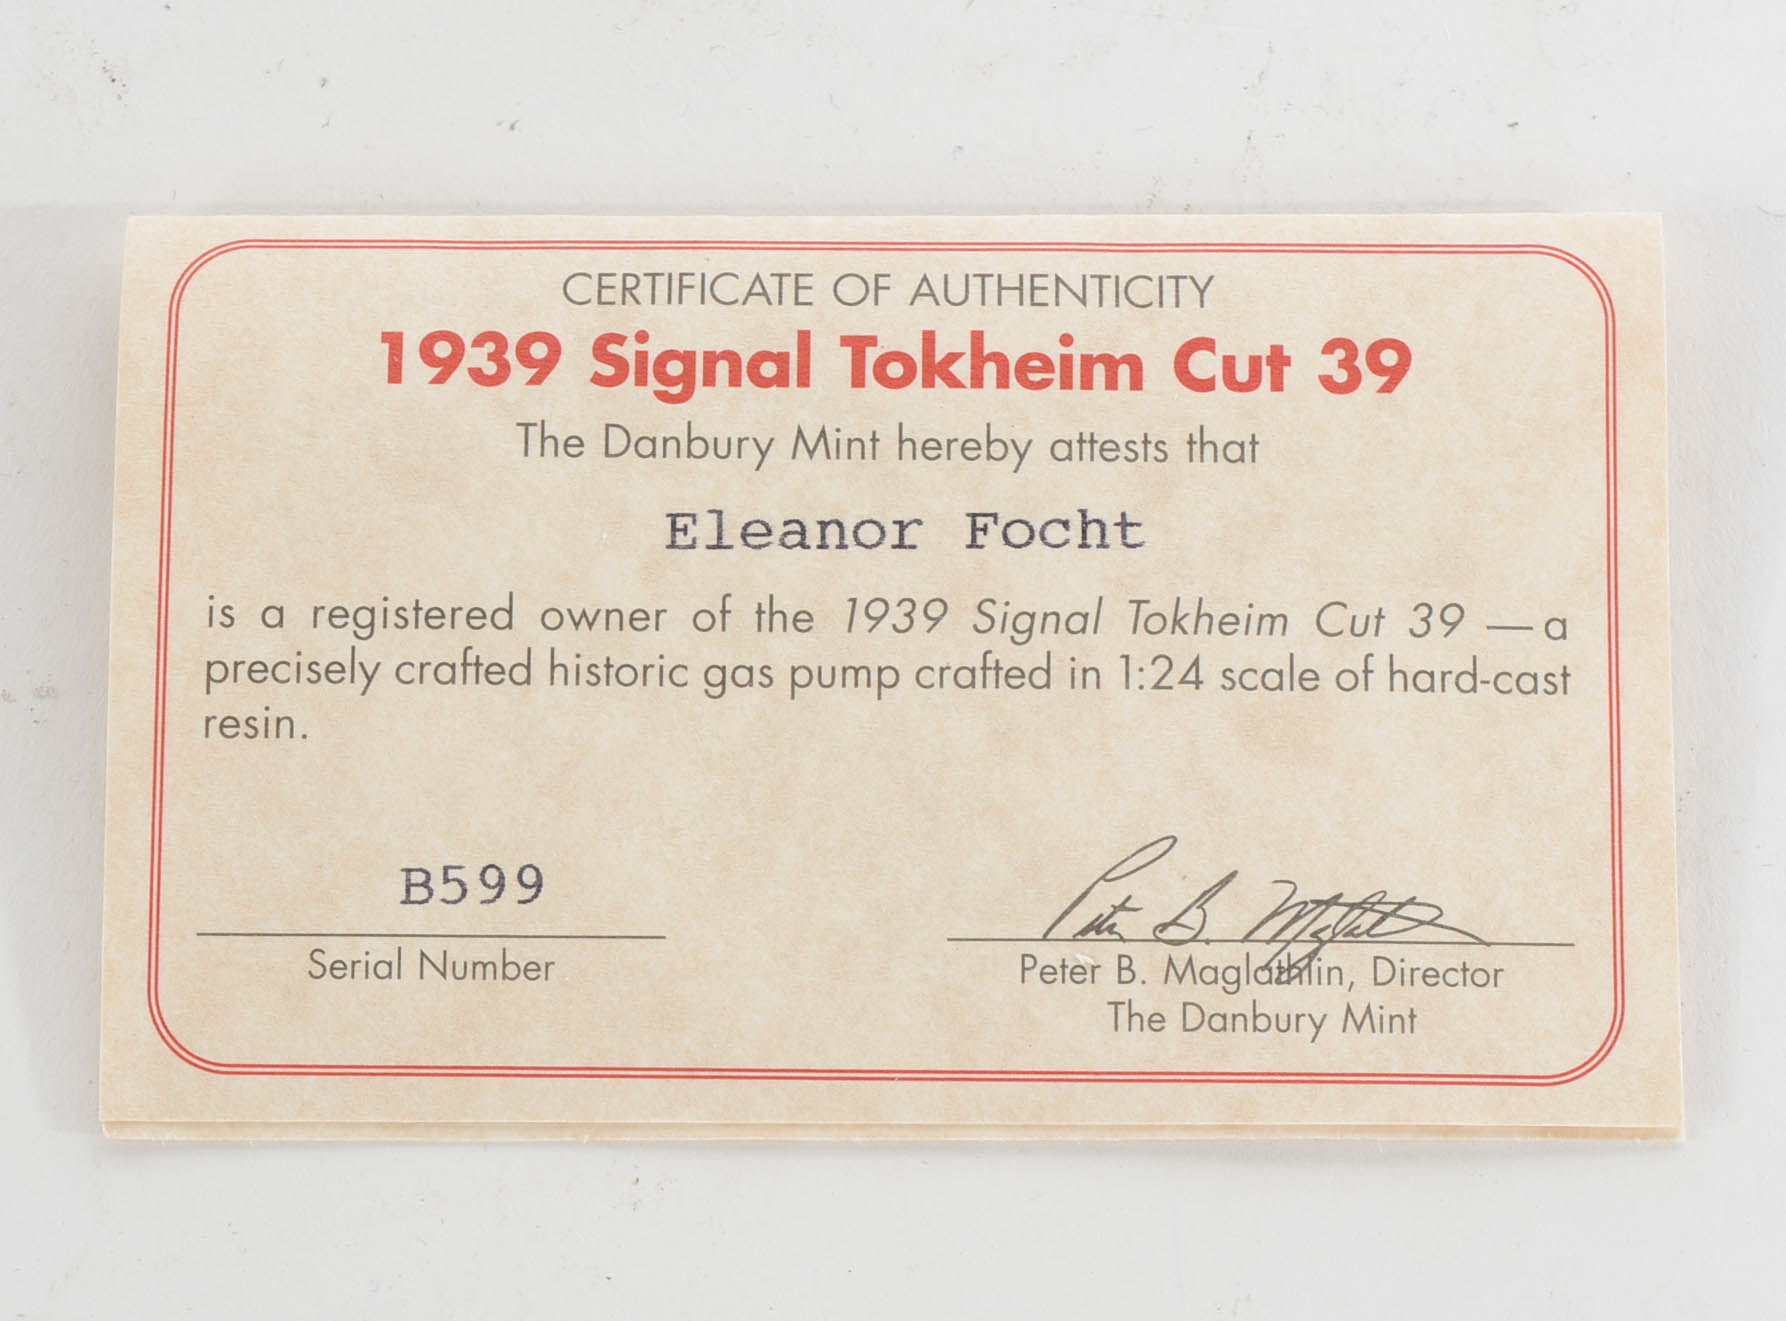 CERTIFICATE OF AUTHENTICITY
1939 Signal Tokheim Cut 39
The Danbury Mint hereby attests that
Eleanor Focht
is a registered owner of the 1939 Signal Tokheim Cut 39 — a
precisely crafted historic gas pump crafted in 1:24 scale of hard-cast
resin.
B599
Serial Number
Peter B. Maglathlin
Peter B. Maglathlin, Director
The Danbury Mint